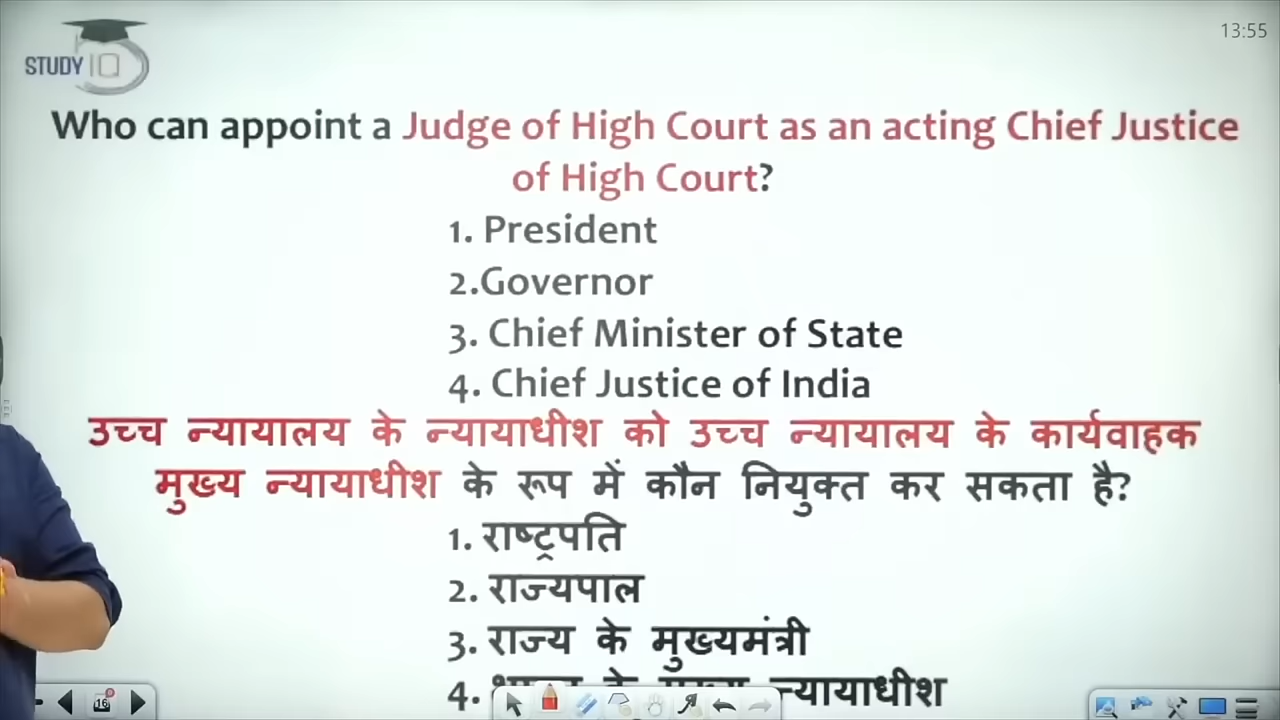 13:55
STUDY IQ
Who can appoint a Judge of High Court as an acting Chief Justice
of High Court?
1. President
2.Governor
3. Chief Minister of State
4. Chief Justice of India
उच्च न्यायालय के न्यायाधीश को उच्च न्यायालय के कार्यवाहक
मुख्य न्यायाधीश के रूप में कौन नियुक्त कर सकता है?
1. राष्ट्रपति
2. राज्यपाल
3. राज्य के मुख्यमंत्री
4. के न्यायाधीश
16